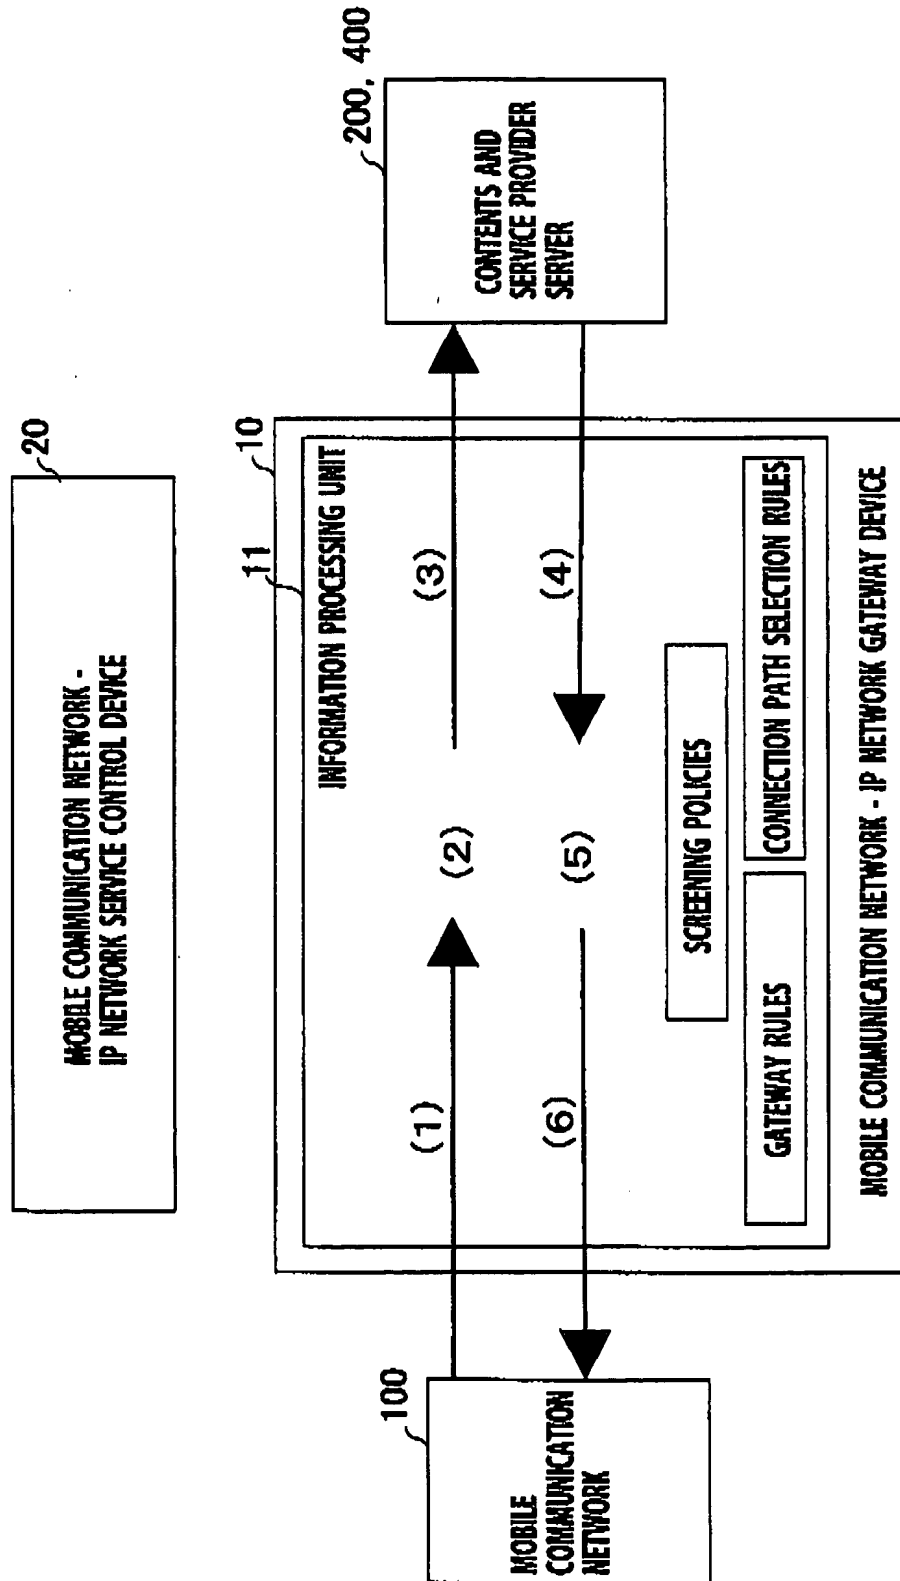 20
MOBILE COMMUNICATION NETWORK -
IP NETWORK SERVICE CONTROL DEVICE
10
11
INFORMATION PROCESSING UNIT
100
MOBILE
COMMUNICATION
NETWORK
(1)
(2)
(3)
200, 400
CONTENTS AND
SERVICE PROVIDER
SERVER
(6)
(5)
(4)
SCREENING POLICIES
GATEWAY RULES
CONNECTION PATH SELECTION RULES
MOBILE COMMUNICATION NETWORK - IP NETWORK GATEWAY DEVICE